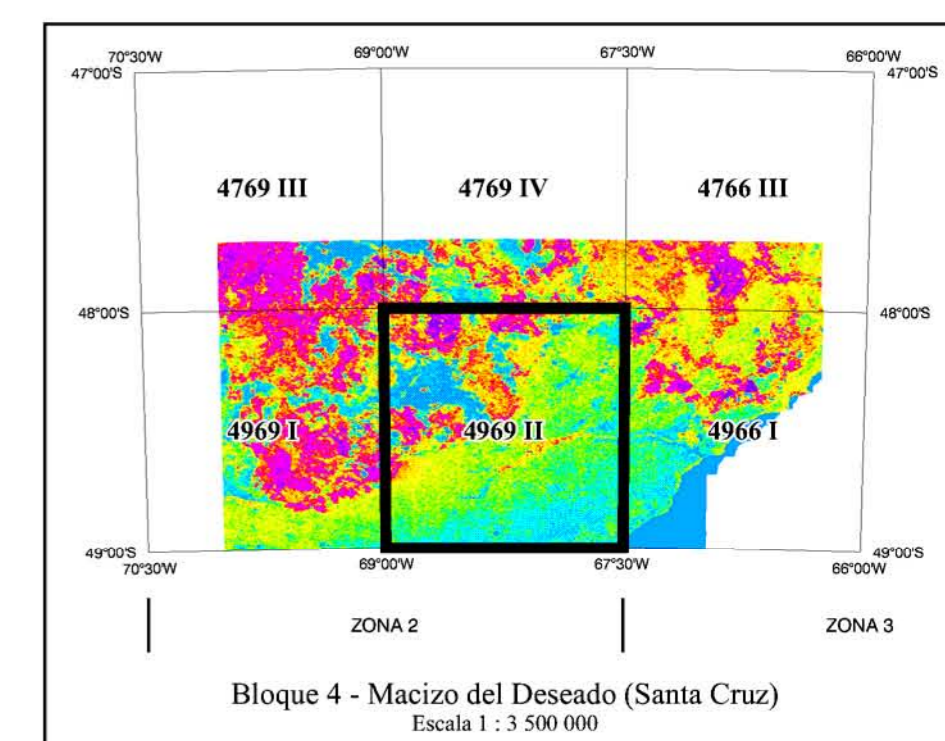 70°30'W 69°00'W 67°30'W 66°00'W
47°00'S 47°00'S
4769 III 4769 IV 4766 III
48°00'S 48°00'S
4969 I 4969 II 4966 I
49°00'S 49°00'S
70°30'W 69°00'W 67°30'W 66°00'W
ZONA 2 ZONA 3
Bloque 4 - Macizo del Deseado (Santa Cruz)
Escala 1 : 3 500 000